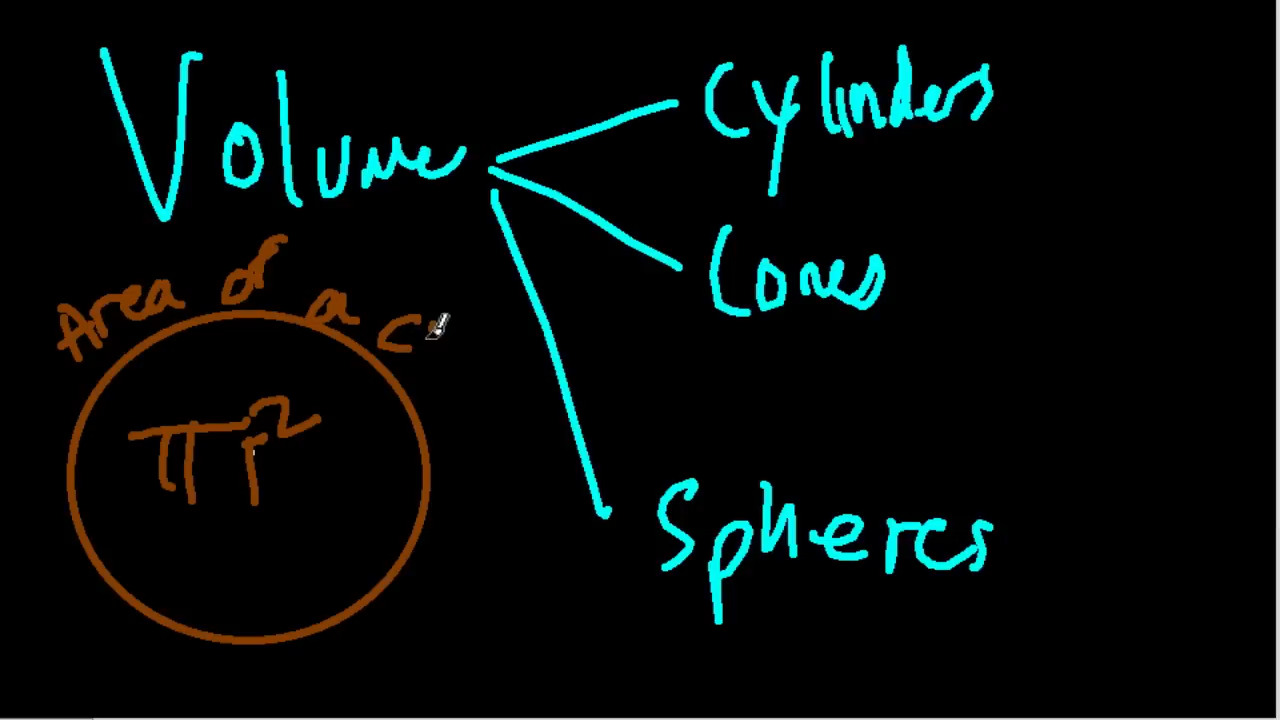 Volume
Cylinders
Cones
Spheres
Area of a c
πr²